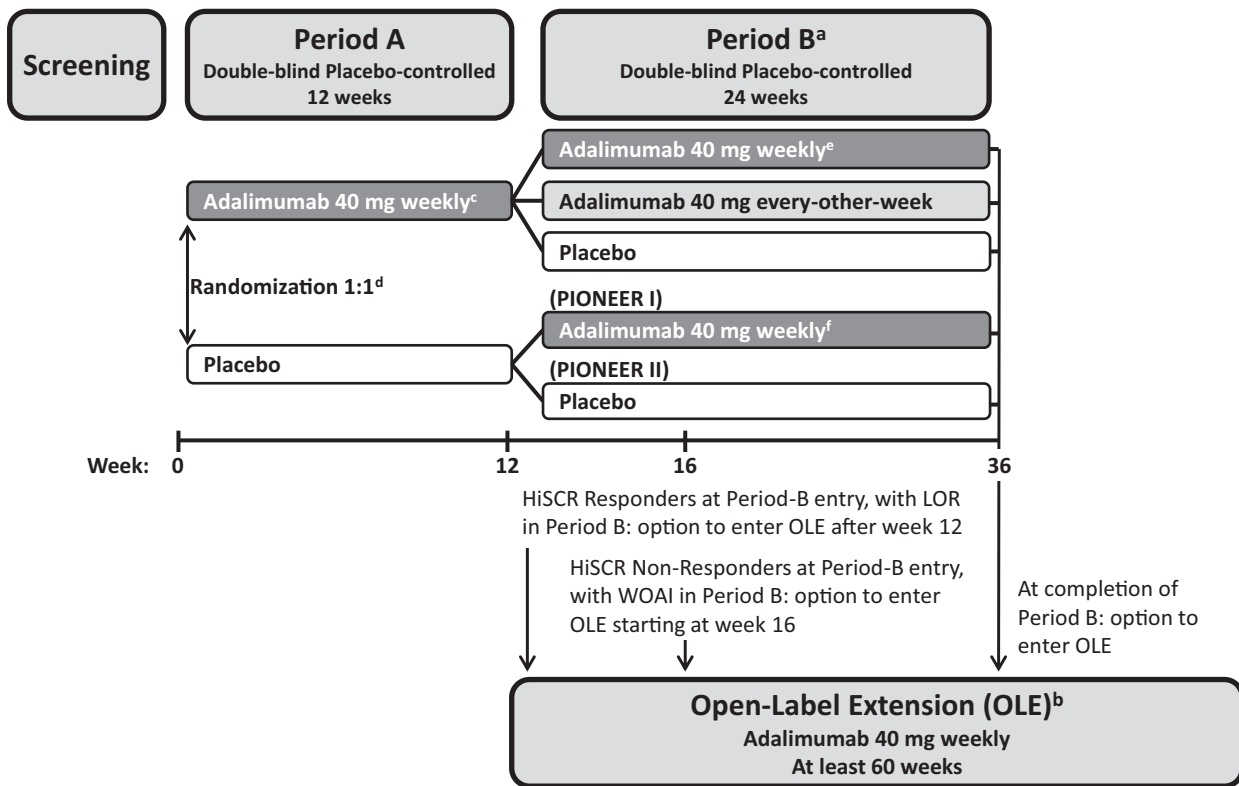 Screening
Period A
Double-blind Placebo-controlled
12 weeks
Period Bᵃ
Double-blind Placebo-controlled
24 weeks
Adalimumab 40 mg weeklyᶜ
Randomization 1:1ᵈ
Placebo
Adalimumab 40 mg weeklyᵉ
Adalimumab 40 mg every-other-week
Placebo
(PIONEER I)
Adalimumab 40 mg weeklyᶠ
(PIONEER II)
Placebo
Week: 0 12 16 36
HiSCR Responders at Period-B entry, with LOR
in Period B: option to enter OLE after week 12
HiSCR Non-Responders at Period-B entry,
with WOAI in Period B: option to enter
OLE starting at week 16
At completion of
Period B: option to
enter OLE
Open-Label Extension (OLE)ᵇ
Adalimumab 40 mg weekly
At least 60 weeks